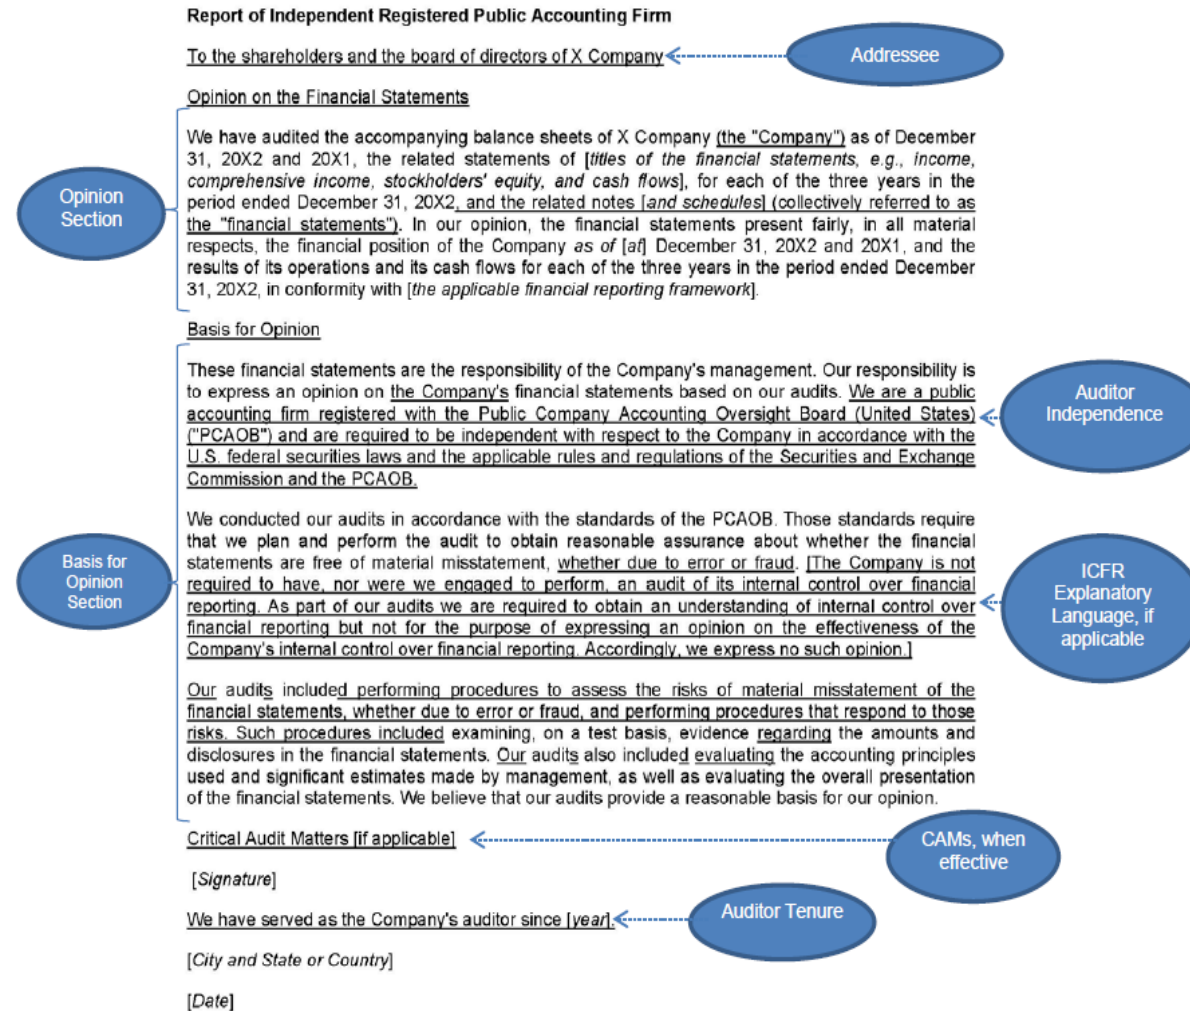 Report of Independent Registered Public Accounting Firm
To the shareholders and the board of directors of X Company
Addressee
Opinion on the Financial Statements
Opinion
Section
We have audited the accompanying balance sheets of X Company (the "Company") as of December
31, 20X2 and 20X1, the related statements of [titles of the financial statements, e.g., income,
comprehensive income, stockholders' equity, and cash flows], for each of the three years in the
period ended December 31, 20X2, and the related notes [and schedules] (collectively referred to as
the "financial statements"). In our opinion, the financial statements present fairly, in all material
respects, the financial position of the Company as of [at] December 31, 20X2 and 20X1, and the
results of its operations and its cash flows for each of the three years in the period ended December
31, 20X2, in conformity with [the applicable financial reporting framework].
Basis for Opinion
These financial statements are the responsibility of the Company's management. Our responsibility is
to express an opinion on the Company's financial statements based on our audits. We are a public
accounting firm registered with the Public Company Accounting Oversight Board (United States)
("PCAOB") and are required to be independent with respect to the Company in accordance with the
U.S. federal securities laws and the applicable rules and regulations of the Securities and Exchange
Commission and the PCAOB.
Auditor
Independence
Basis for
Opinion
Section
We conducted our audits in accordance with the standards of the PCAOB. Those standards require
that we plan and perform the audit to obtain reasonable assurance about whether the financial
statements are free of material misstatement, whether due to error or fraud. [The Company is not
required to have, nor were we engaged to perform, an audit of its internal control over financial
reporting. As part of our audits we are required to obtain an understanding of internal control over
financial reporting but not for the purpose of expressing an opinion on the effectiveness of the
Company's internal control over financial reporting. Accordingly, we express no such opinion.]
ICFR
Explanatory
Language, if
applicable
Our audits included performing procedures to assess the risks of material misstatement of the
financial statements, whether due to error or fraud, and performing procedures that respond to those
risks. Such procedures included examining, on a test basis, evidence regarding the amounts and
disclosures in the financial statements. Our audits also included evaluating the accounting principles
used and significant estimates made by management, as well as evaluating the overall presentation
of the financial statements. We believe that our audits provide a reasonable basis for our opinion.
Critical Audit Matters [if applicable]
CAMs, when
effective
[Signature]
We have served as the Company's auditor since [year].
Auditor Tenure
[City and State or Country]
[Date]